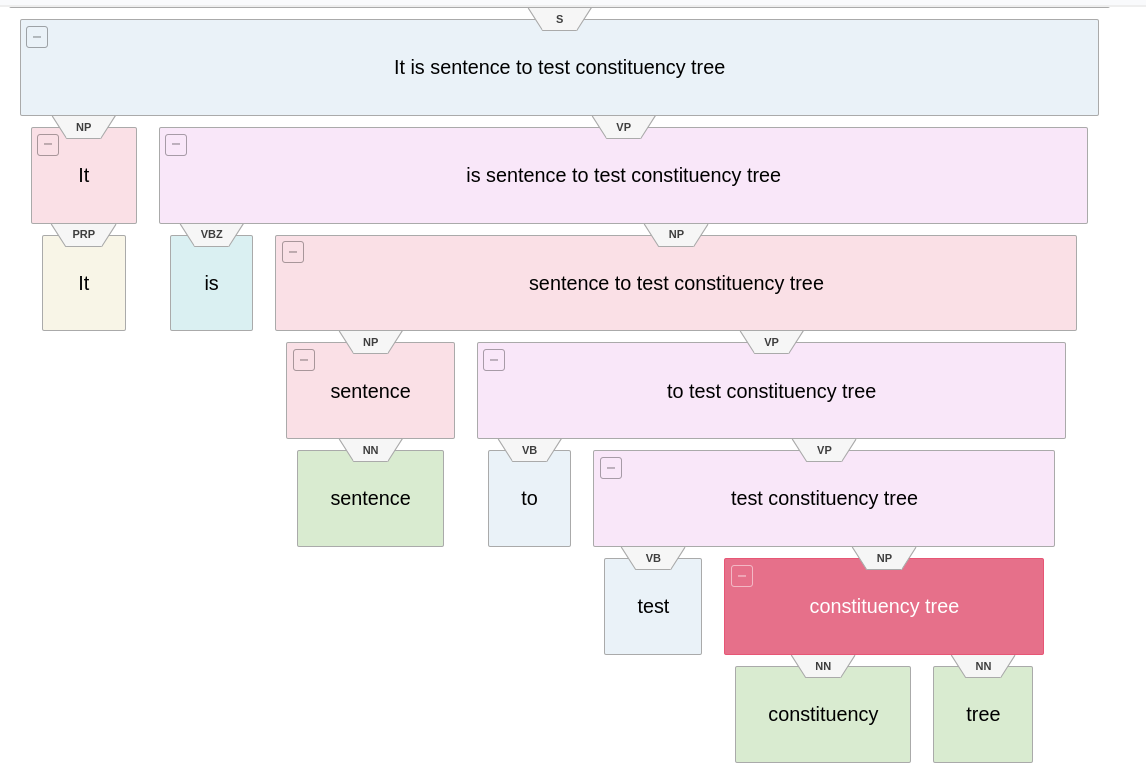 S
It is sentence to test constituency tree
NP VP
It is sentence to test constituency tree
PRP VBZ NP
It is sentence to test constituency tree
NP VP
sentence to test constituency tree
NN VB VP
sentence to test constituency tree
VB NP
test constituency tree
NN NN
constituency tree